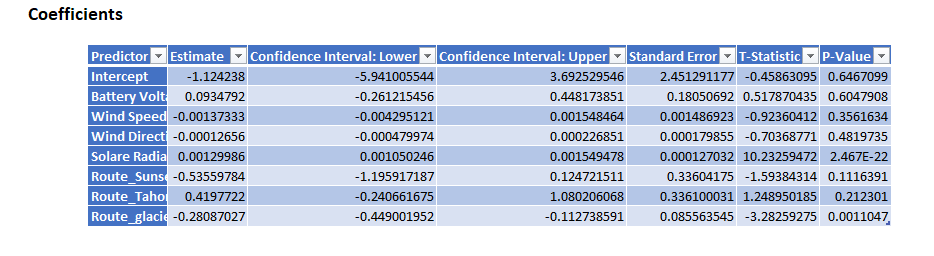 Coefficients
Predictor Estimate Confidence Interval: Lower Confidence Interval: Upper Standard Error T-Statistic P-Value
Intercept -1.124238 -5.941005544 3.692529546 2.451291177 -0.45863095 0.6467099
Battery Volta 0.0934792 -0.261215456 0.448173851 0.18050692 0.517870435 0.6047908
Wind Speed -0.00137333 -0.004295121 0.001548464 0.001486923 -0.92360412 0.3561634
Wind Directi -0.00012656 -0.000479974 0.000226851 0.000179855 -0.70368771 0.4819735
Solare Radia 0.00129986 0.001050246 0.001549478 0.000127032 10.23259472 2.467E-22
Route_Sunse -0.53559784 -1.195917187 0.124721511 0.33604175 -1.59384314 0.1116391
Route_Tahoi 0.4197722 -0.240661675 1.080206068 0.336100031 1.248950185 0.212301
Route_glacie -0.28087027 -0.449001952 -0.112738591 0.085563545 -3.28259275 0.0011047